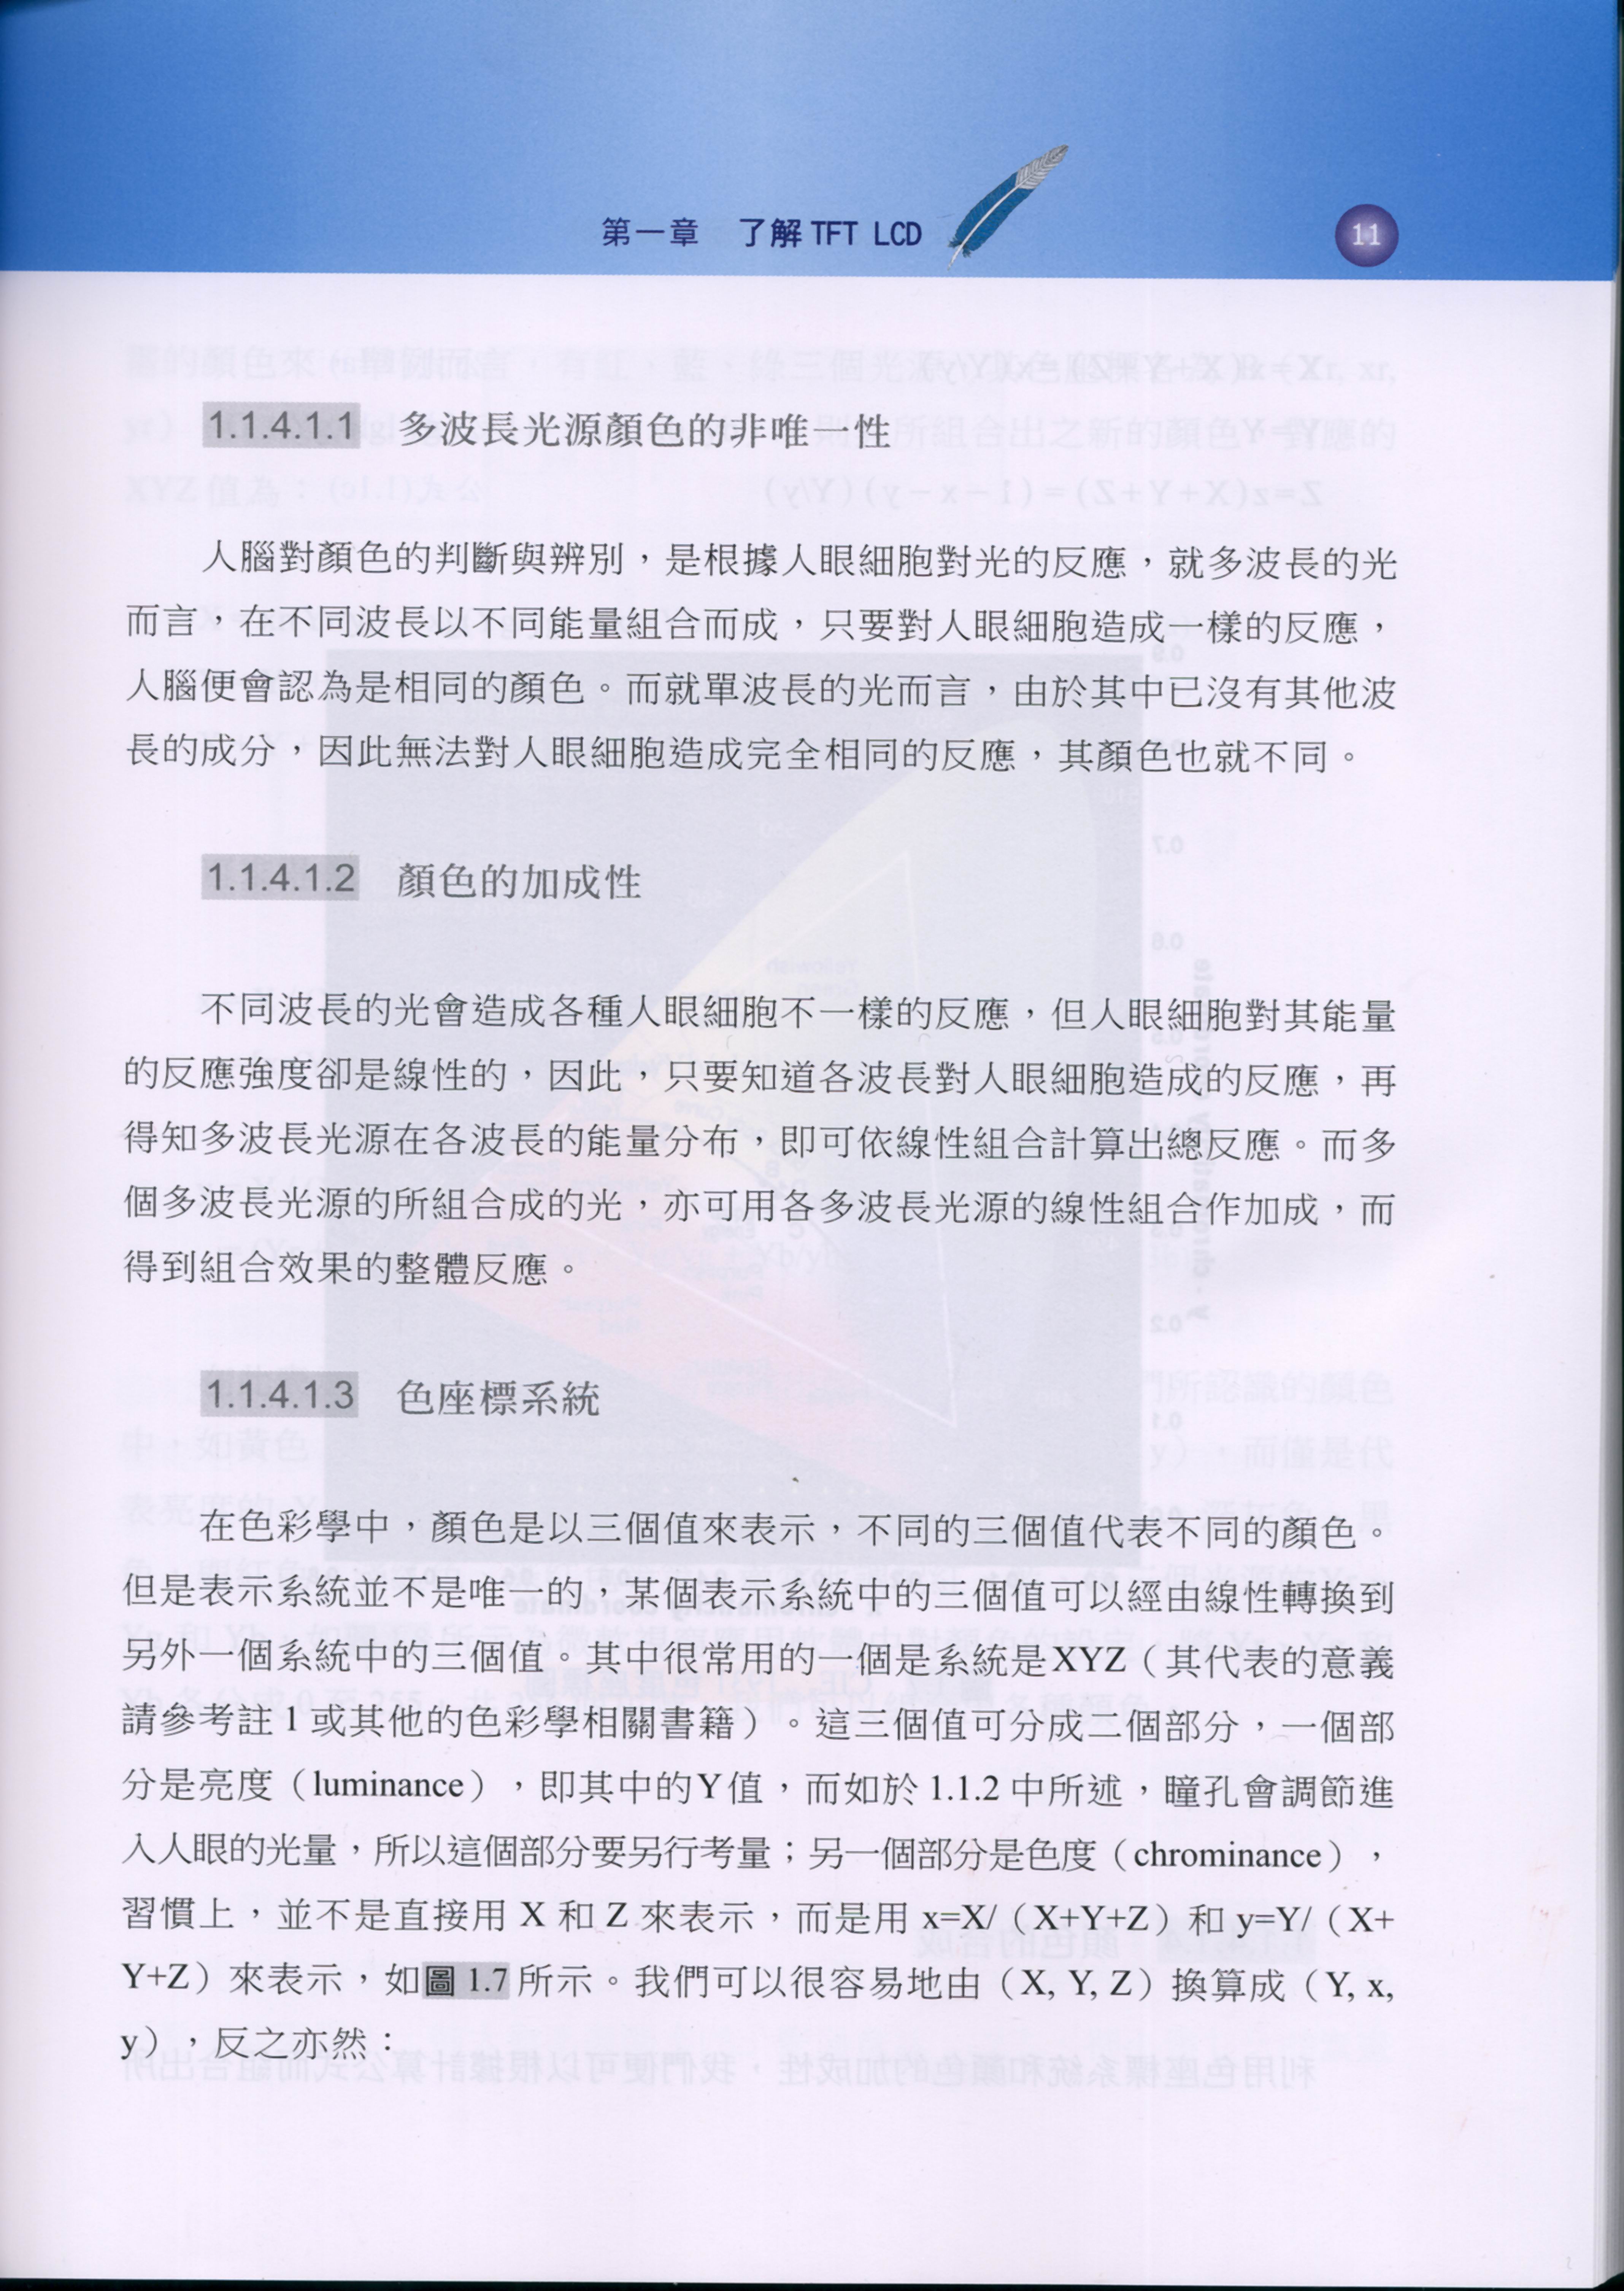 第一章 了解TFT LCD
11
1.1.4.1.1 多波長光源顏色的非唯一性
人腦對顏色的判斷與辨別，是根據人眼細胞對光的反應，就多波長的光
而言，在不同波長以不同能量組合而成，只要對人眼細胞造成一樣的反應，
人腦便會認為是相同的顏色。而就單波長的光而言，由於其中已沒有其他波
長的成分，因此無法對人眼細胞造成完全相同的反應，其顏色也就不同。
1.1.4.1.2 顏色的加成性
不同波長的光會造成各種人眼細胞不一樣的反應，但人眼細胞對其能量
的反應強度卻是線性的，因此，只要知道各波長對人眼細胞造成的反應，再
得知多波長光源在各波長的能量分布，即可依線性組合計算出總反應。而多
個多波長光源的所組合成的光，亦可用各多波長光源的線性組合作加成，而
得到組合效果的整體反應。
1.1.4.1.3 色座標系統
在色彩學中，顏色是以三個值來表示，不同的三個值代表不同的顏色。
但是表示系統並不是唯一的，某個表示系統中的三個值可以經由線性轉換到
另外一個系統中的三個值。其中很常用的一個是系統是XYZ（其代表的意義
請參考註 1 或其他的色彩學相關書籍）。這三個值可分成二個部分，一個部
分是亮度（luminance），即其中的Y值，而如於 1.1.2 中所述，瞳孔會調節進
入人眼的光量，所以這個部分要另行考量；另一個部分是色度（chrominance），
習慣上，並不是直接用 X 和 Z 來表示，而是用 x=X/（X+Y+Z）和 y=Y/（X+
Y+Z）來表示，如圖 1.7 所示。我們可以很容易地由（X, Y, Z）換算成（Y, x,
y），反之亦然：